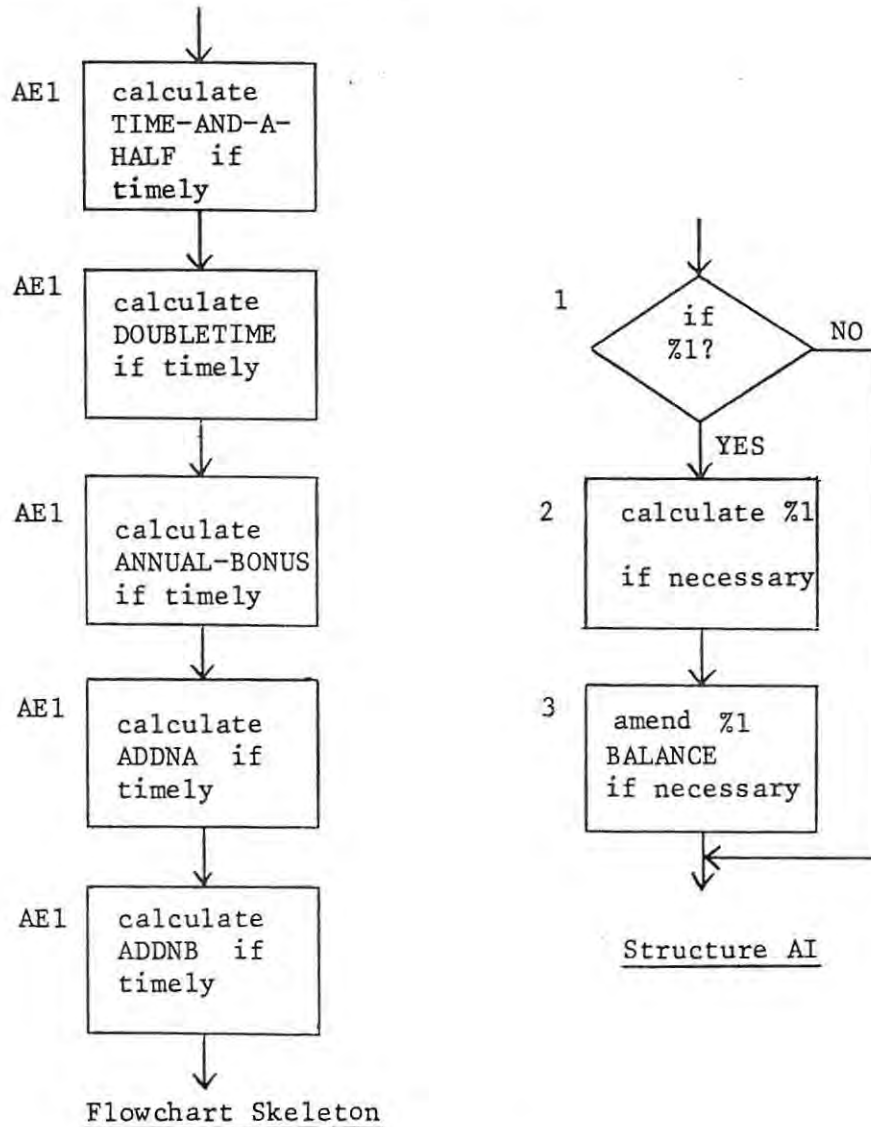 AE1
calculate
TIME-AND-A-
HALF if
timely
AE1
calculate
DOUBLETIME
if timely
AE1
calculate
ANNUAL-BONUS
if timely
AE1
calculate
ADDNA if
timely
AE1
calculate
ADDNB if
timely
Flowchart Skeleton
1
if
%1?
NO
YES
2
calculate %1
if necessary
3
amend %1
BALANCE
if necessary
Structure AI